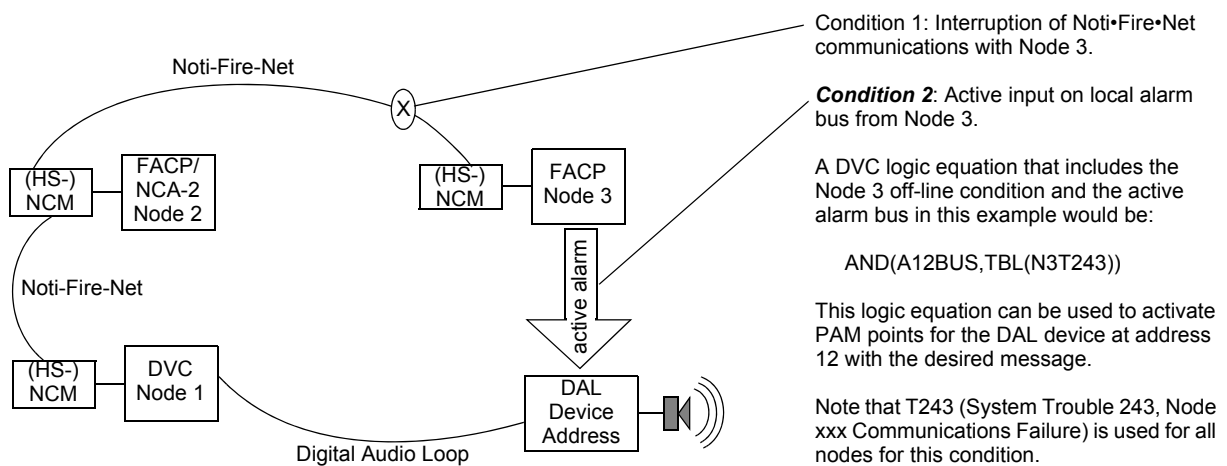 Noti-Fire-Net
X
(HS-)
NCM
FACP/
NCA-2
Node 2
(HS-)
NCM
FACP
Node 3
Noti-Fire-Net
active alarm
(HS-)
NCM
DVC
Node 1
DAL
Device
Address
Digital Audio Loop
Condition 1: Interruption of Noti•Fire•Net
communications with Node 3.
Condition 2: Active input on local alarm
bus from Node 3.
A DVC logic equation that includes the
Node 3 off-line condition and the active
alarm bus in this example would be:
AND(A12BUS,TBL(N3T243))
This logic equation can be used to activate
PAM points for the DAL device at address
12 with the desired message.
Note that T243 (System Trouble 243, Node
xxx Communications Failure) is used for all
nodes for this condition.